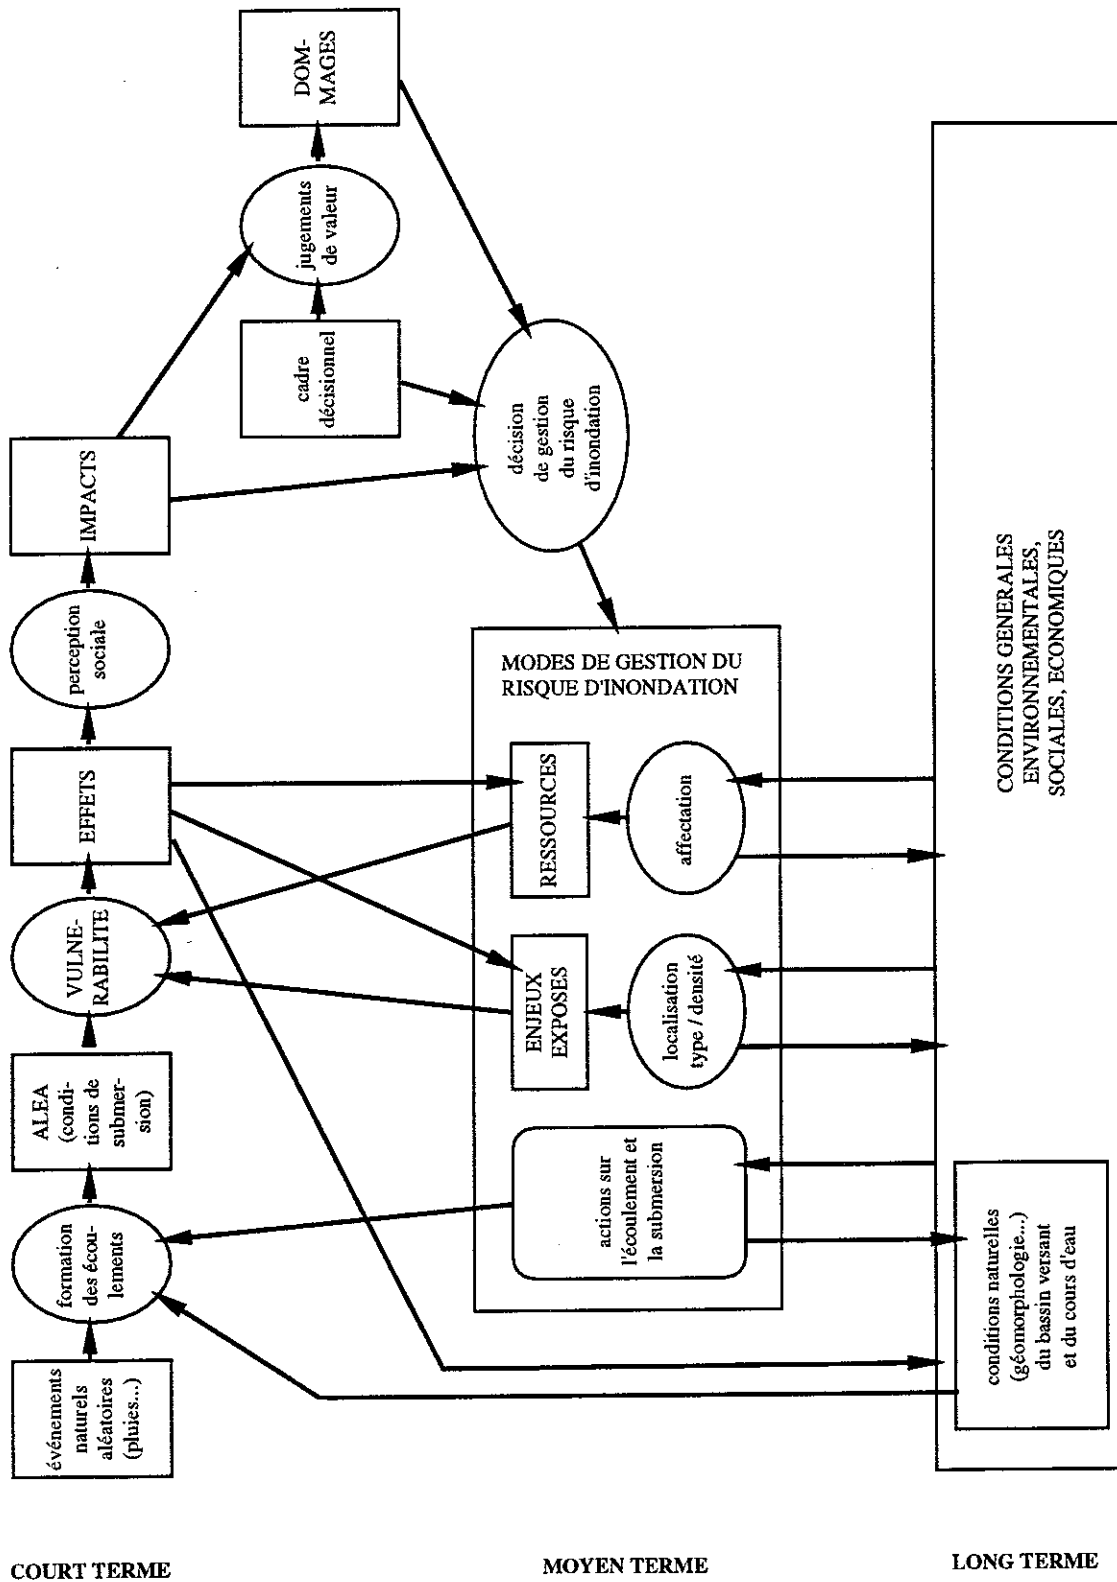 COURT TERME
événements
naturels
aléatoires
(pluies...)
formation
des écou-
lements
ALEA
(condi-
tions de
submer-
sion)
VULNE-
RABILITE
EFFETS
perception
sociale
IMPACTS
cadre
décisionnel
jugements
de valeur
DOM-
MAGES
MOYEN TERME
décision
de gestion
du risque
d'inondation
MODES DE GESTION DU
RISQUE D'INONDATION
actions sur
l'écoulement et
la submersion
ENJEUX
EXPOSES
localisation
type / densité
RESSOURCES
affectation
LONG TERME
conditions naturelles
(géomorphologie...)
du bassin versant
et du cours d'eau
CONDITIONS GENERALES
ENVIRONNEMENTALES,
SOCIALES, ECONOMIQUES